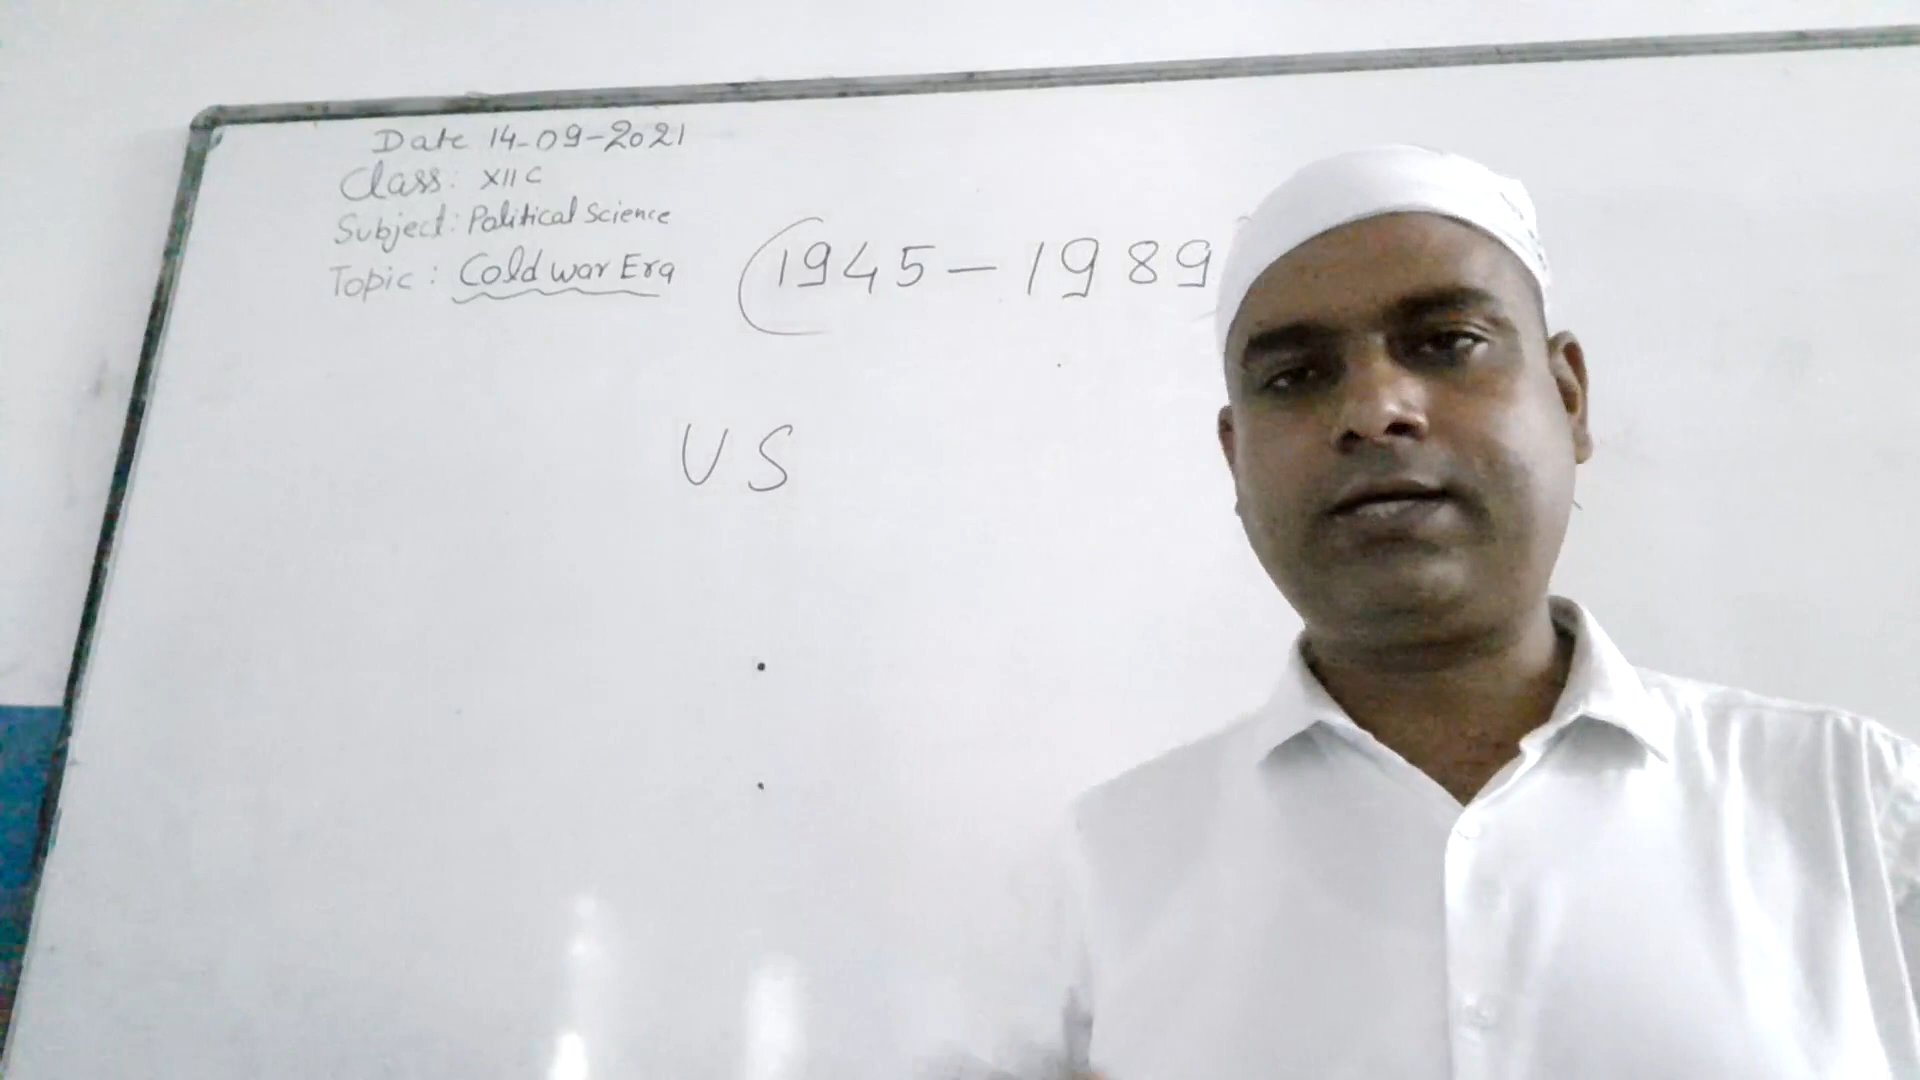 Date 14-09-2021
Class: XII C
Subject: Political Science
Topic: Cold war Era (1945-1989
US